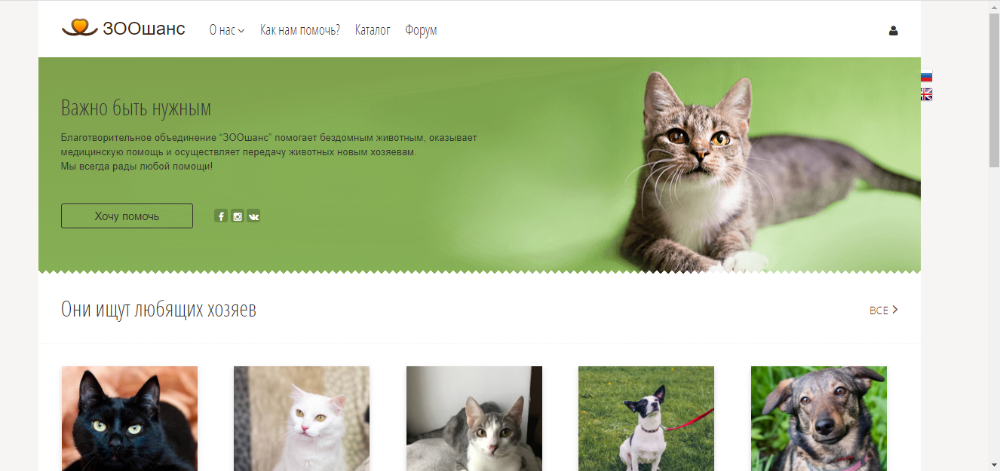 ЗООшанс
О нас
Как нам помочь?
Каталог
Форум
Важно быть нужным
Благотворительное объединение “ЗООшанс” помогает бездомным животным, оказывает
медицинскую помощь и осуществляет передачу животных новым хозяевам.
Мы всегда рады любой помощи!
Хочу помочь
Они ищут любящих хозяев
ВСЕ